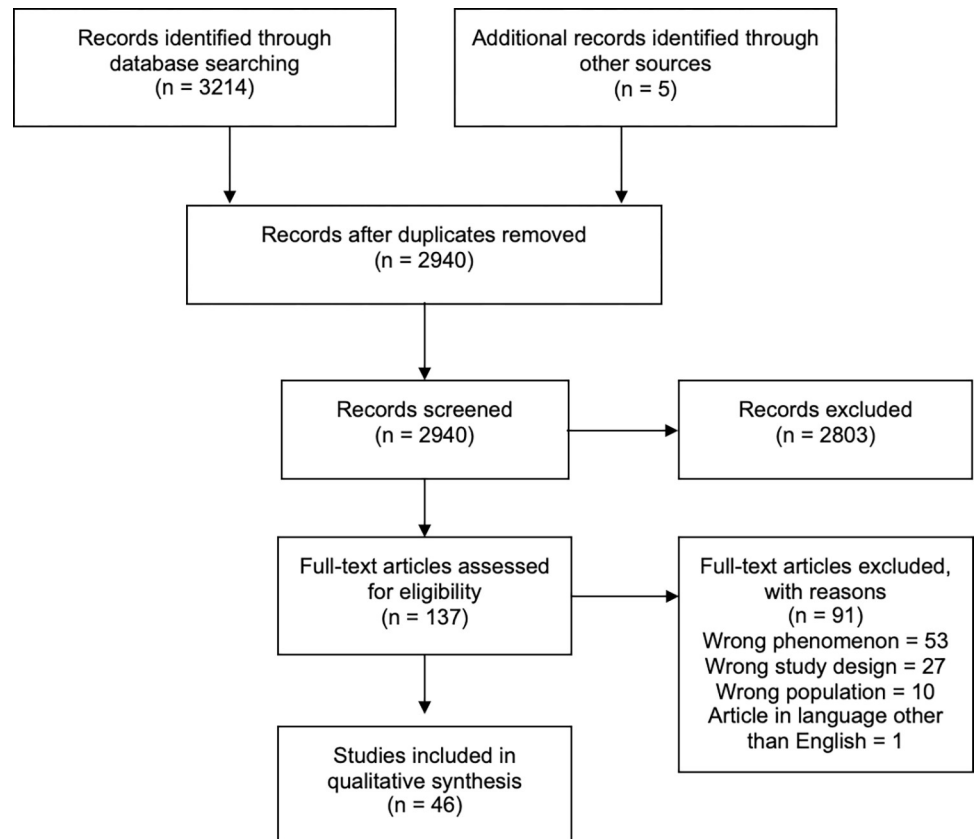 Records identified through
database searching
(n = 3214)
Additional records identified through
other sources
(n = 5)
Records after duplicates removed
(n = 2940)
Records screened
(n = 2940)
Records excluded
(n = 2803)
Full-text articles assessed
for eligibility
(n = 137)
Full-text articles excluded,
with reasons
(n = 91)
Wrong phenomenon = 53
Wrong study design = 27
Wrong population = 10
Article in language other
than English = 1
Studies included in
qualitative synthesis
(n = 46)